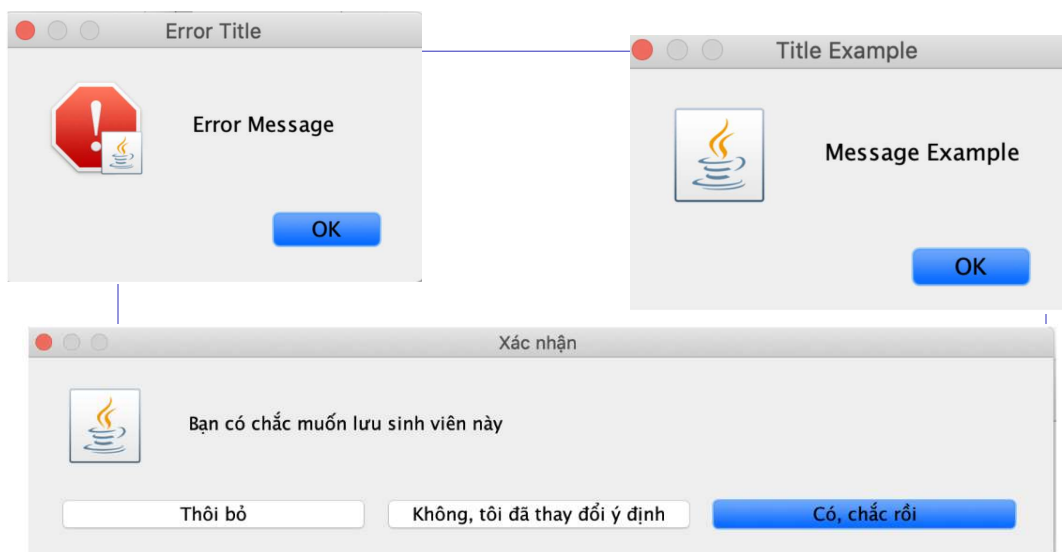 Error Title
Error Message
OK
Title Example
Message Example
OK
Xác nhận
Bạn có chắc muốn lưu sinh viên này
Thôi bỏ
Không, tôi đã thay đổi ý định
Có, chắc rồi